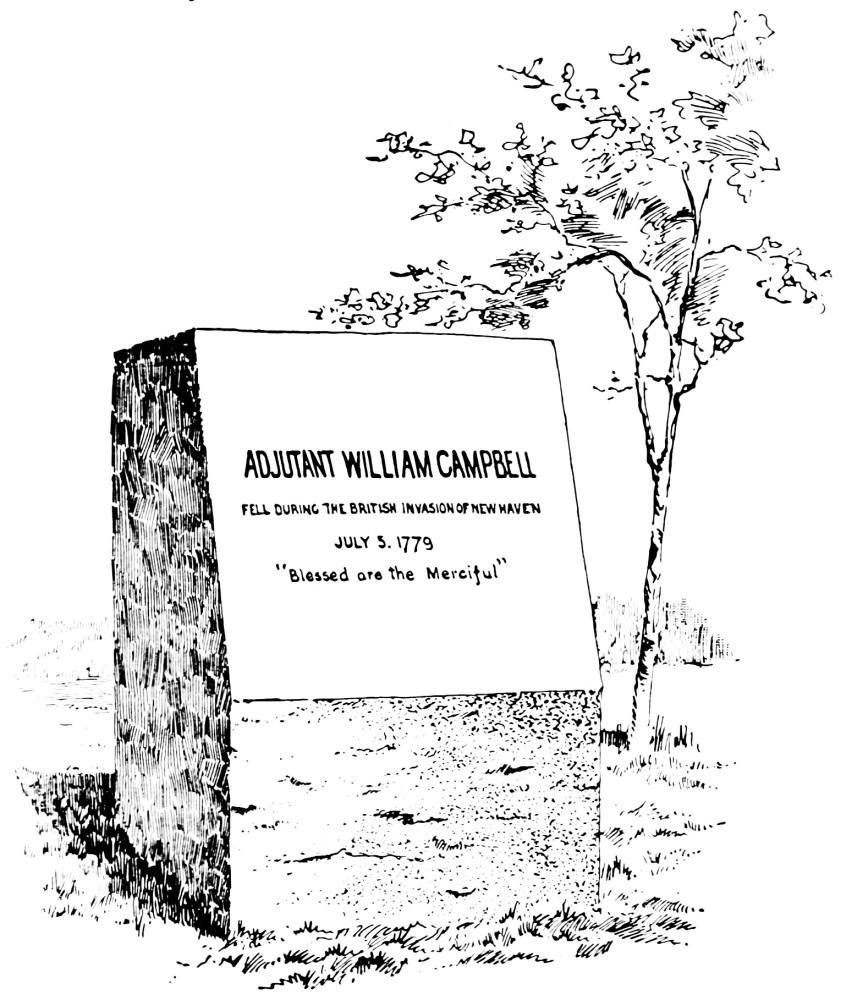 ADJUTANT WILLIAM CAMPBELL
FELL DURING THE BRITISH INVASION OF NEW HAVEN
JULY 5. 1779
"Blessed are the Merciful"